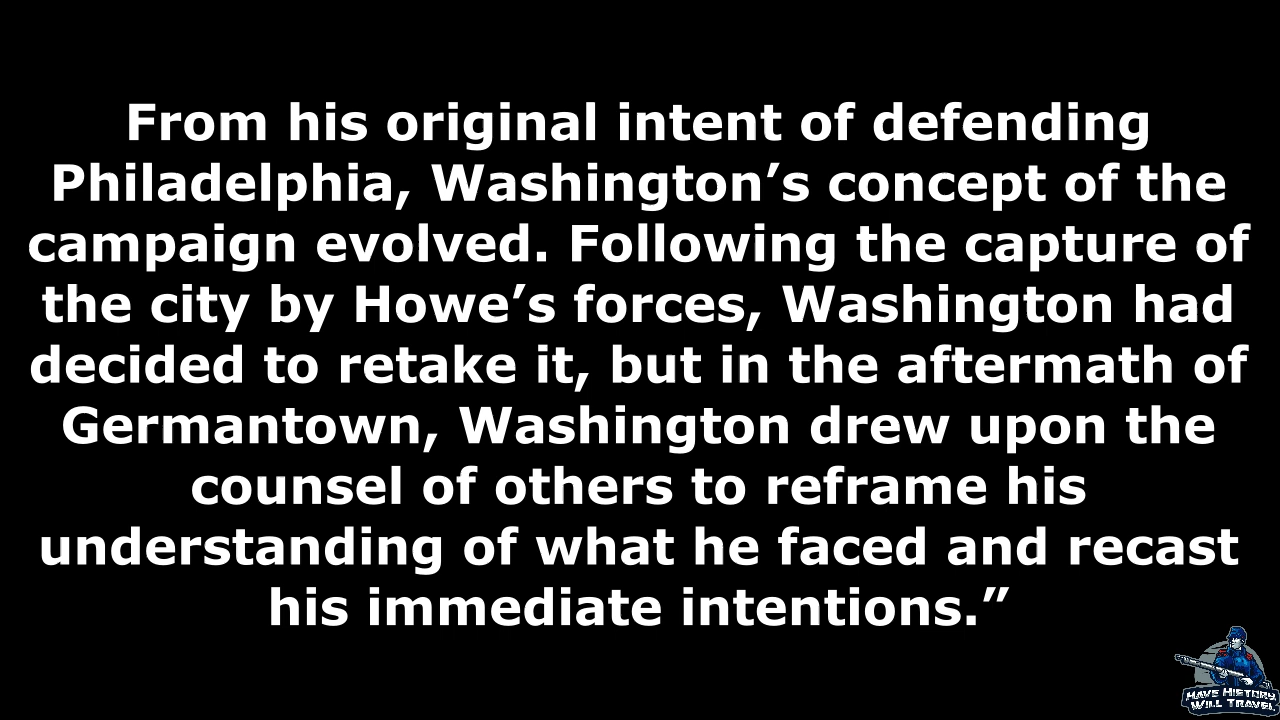 From his original intent of defending
Philadelphia, Washington’s concept of the
campaign evolved. Following the capture of
the city by Howe’s forces, Washington had
decided to retake it, but in the aftermath of
Germantown, Washington drew upon the
counsel of others to reframe his
understanding of what he faced and recast
his immediate intentions.”
HAVE HISTORY
WILL TRAVEL